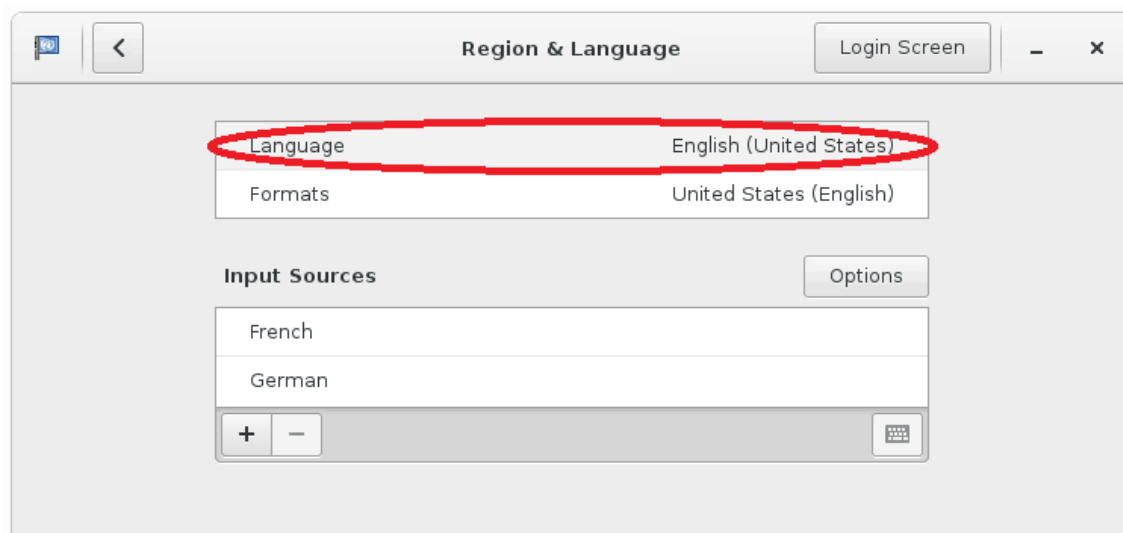 Region & Language
Login Screen
Language English (United States)
Formats United States (English)
Input Sources
Options
French
German